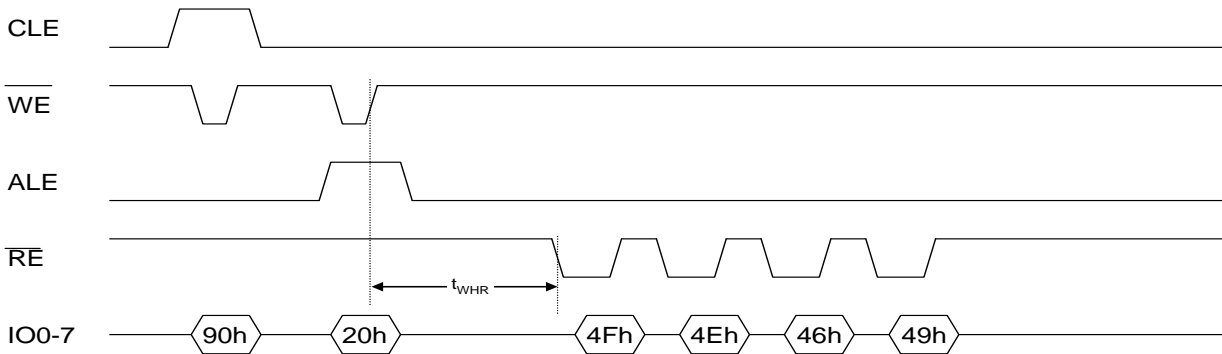 CLE
WE
ALE
RE
tWHR
IO0-7 90h 20h 4Fh 4Eh 46h 49h